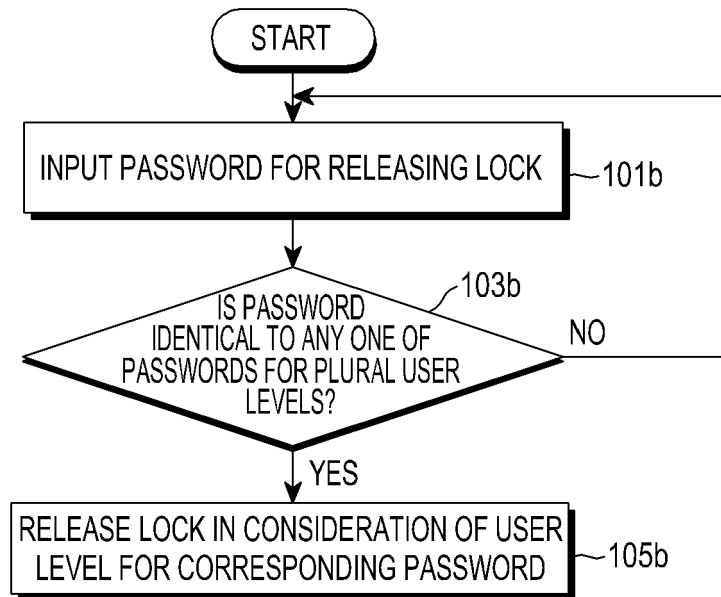 START
INPUT PASSWORD FOR RELEASING LOCK
101b
103b
IS PASSWORD
IDENTICAL TO ANY ONE OF
PASSWORDS FOR PLURAL USER
LEVELS?
NO
YES
RELEASE LOCK IN CONSIDERATION OF USER
LEVEL FOR CORRESPONDING PASSWORD
105b